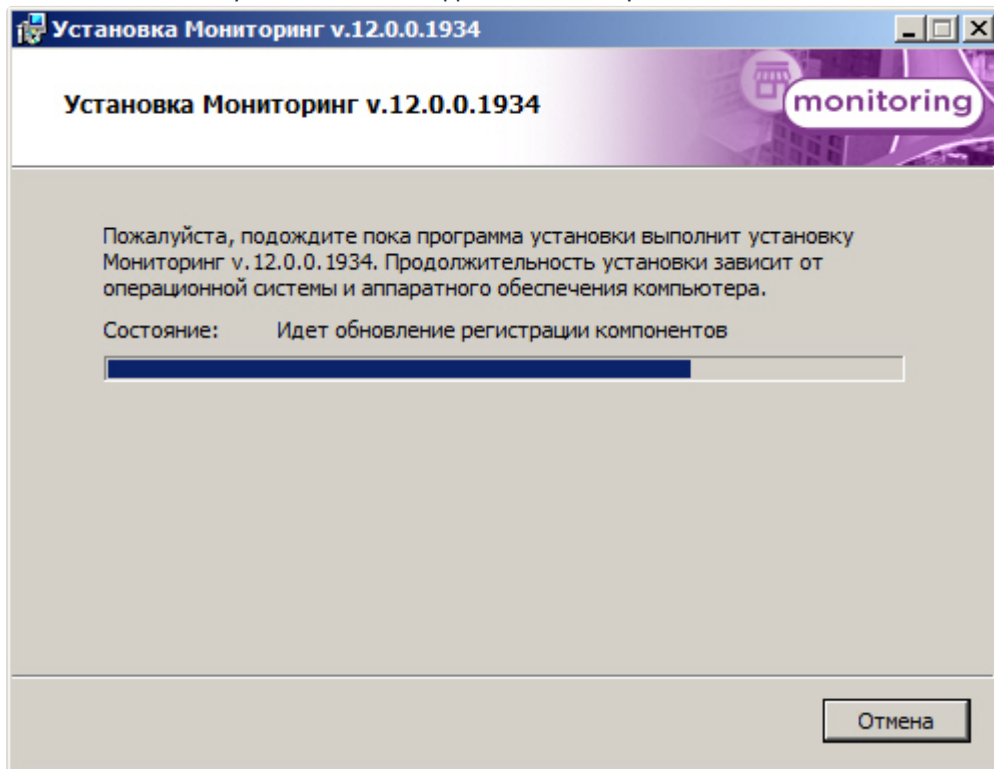 Установка Мониторинг v.12.0.0.1934
Установка Мониторинг v.12.0.0.1934
monitoring
Пожалуйста, подождите пока программа установки выполнит установку
Мониторинг v.12.0.0.1934. Продолжительность установки зависит от
операционной системы и аппаратного обеспечения компьютера.
Состояние: Идет обновление регистрации компонентов
Отмена